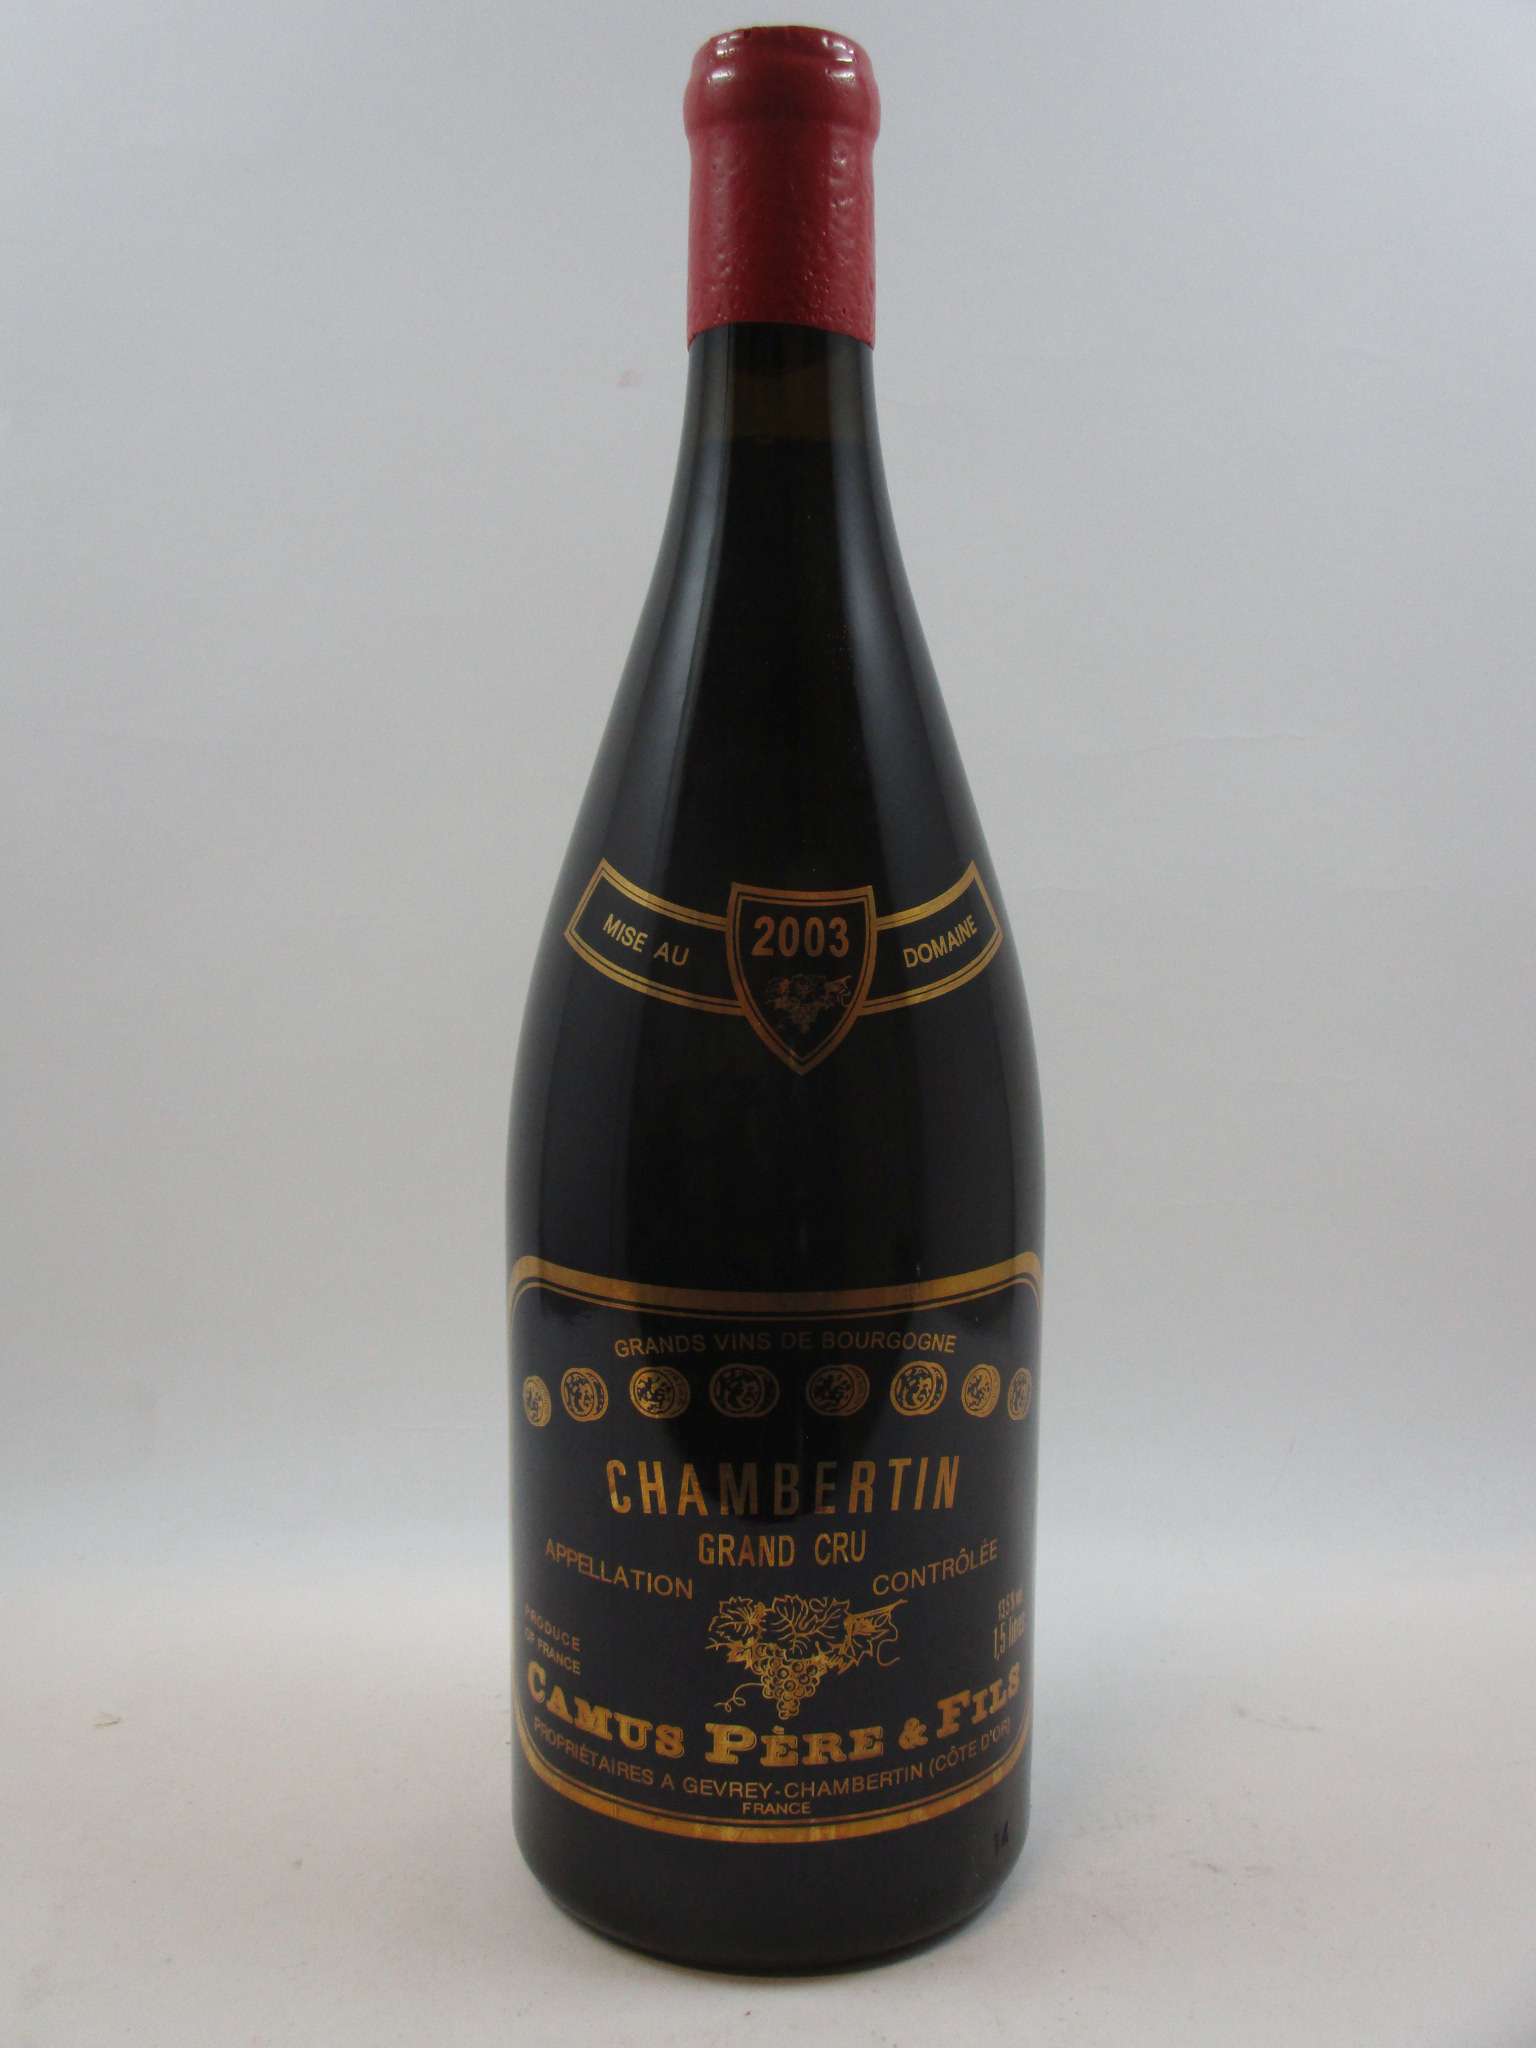 2003
MISE AU DOMAINE
GRANDS VINS DE BOURGOGNE
CHAMBERTIN
GRAND CRU
APPELLATION CONTRÔLÉE
PRODUCE
OF FRANCE
1,5 litres
CAMUS PÈRE & FILS
PROPRIÉTAIRES A GEVREY-CHAMBERTIN (CÔTE D'OR)
FRANCE
14